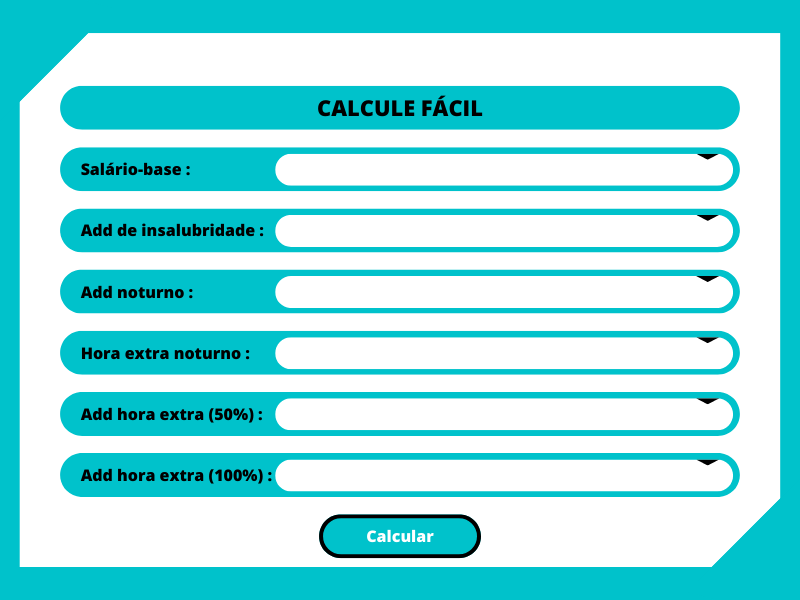 CALCULE FÁCIL
Salário-base :
Add de insalubridade :
Add noturno :
Hora extra noturno :
Add hora extra (50%) :
Add hora extra (100%) :
Calcular